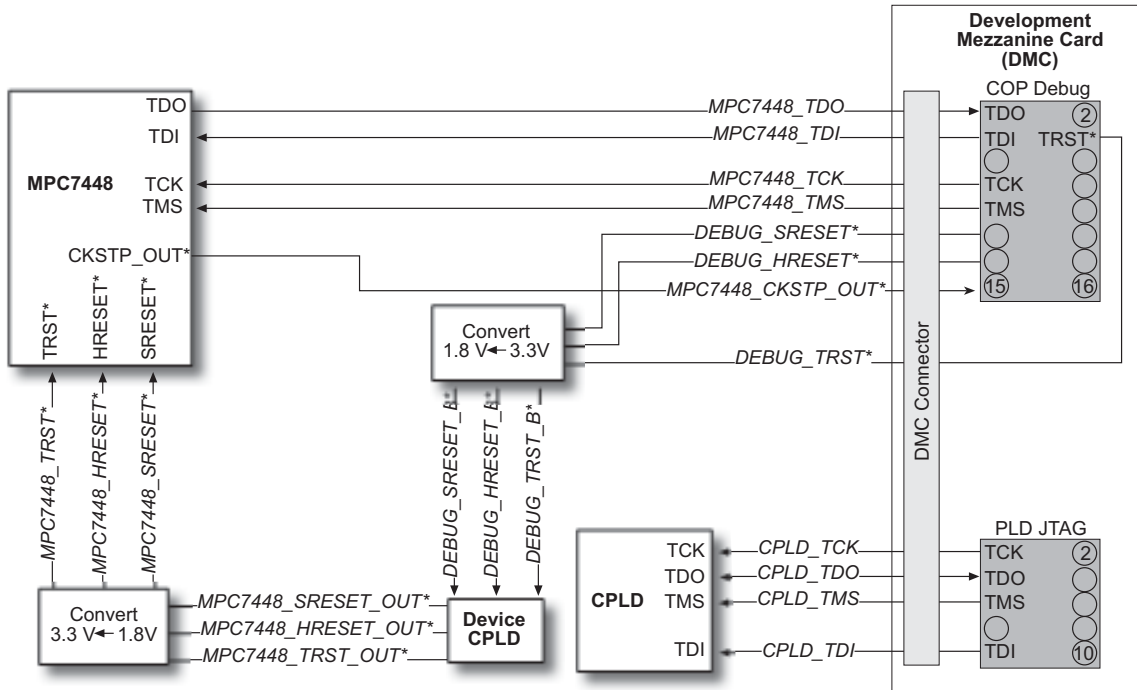 Development
Mezzanine Card
(DMC)
COP Debug
TDO
TDI
MPC7448
TCK
TMS
CKSTP_OUT*
TRST*
HRESET*
SRESET*
MPC7448_TDO
MPC7448_TDI
MPC7448_TCK
MPC7448_TMS
DEBUG_SRESET*
DEBUG_HRESET*
MPC7448_CKSTP_OUT*
DEBUG_TRST*
DMC Connector
TDO
2
TDI
TRST*
TCK
TMS
15
16
Convert
1.8 V 3.3V
DEBUG_SRESET_B*
DEBUG_HRESET_B*
DEBUG_TRST_B*
MPC7448_TRST*
MPC7448_HRESET*
MPC7448_SRESET*
Convert
3.3 V 1.8V
MPC7448_SRESET_OUT*
MPC7448_HRESET_OUT*
MPC7448_TRST_OUT*
Device
CPLD
CPLD
TCK
TDO
TMS
TDI
CPLD_TCK
CPLD_TDO
CPLD_TMS
CPLD_TDI
PLD JTAG
TCK
2
TDO
TMS
TDI
10